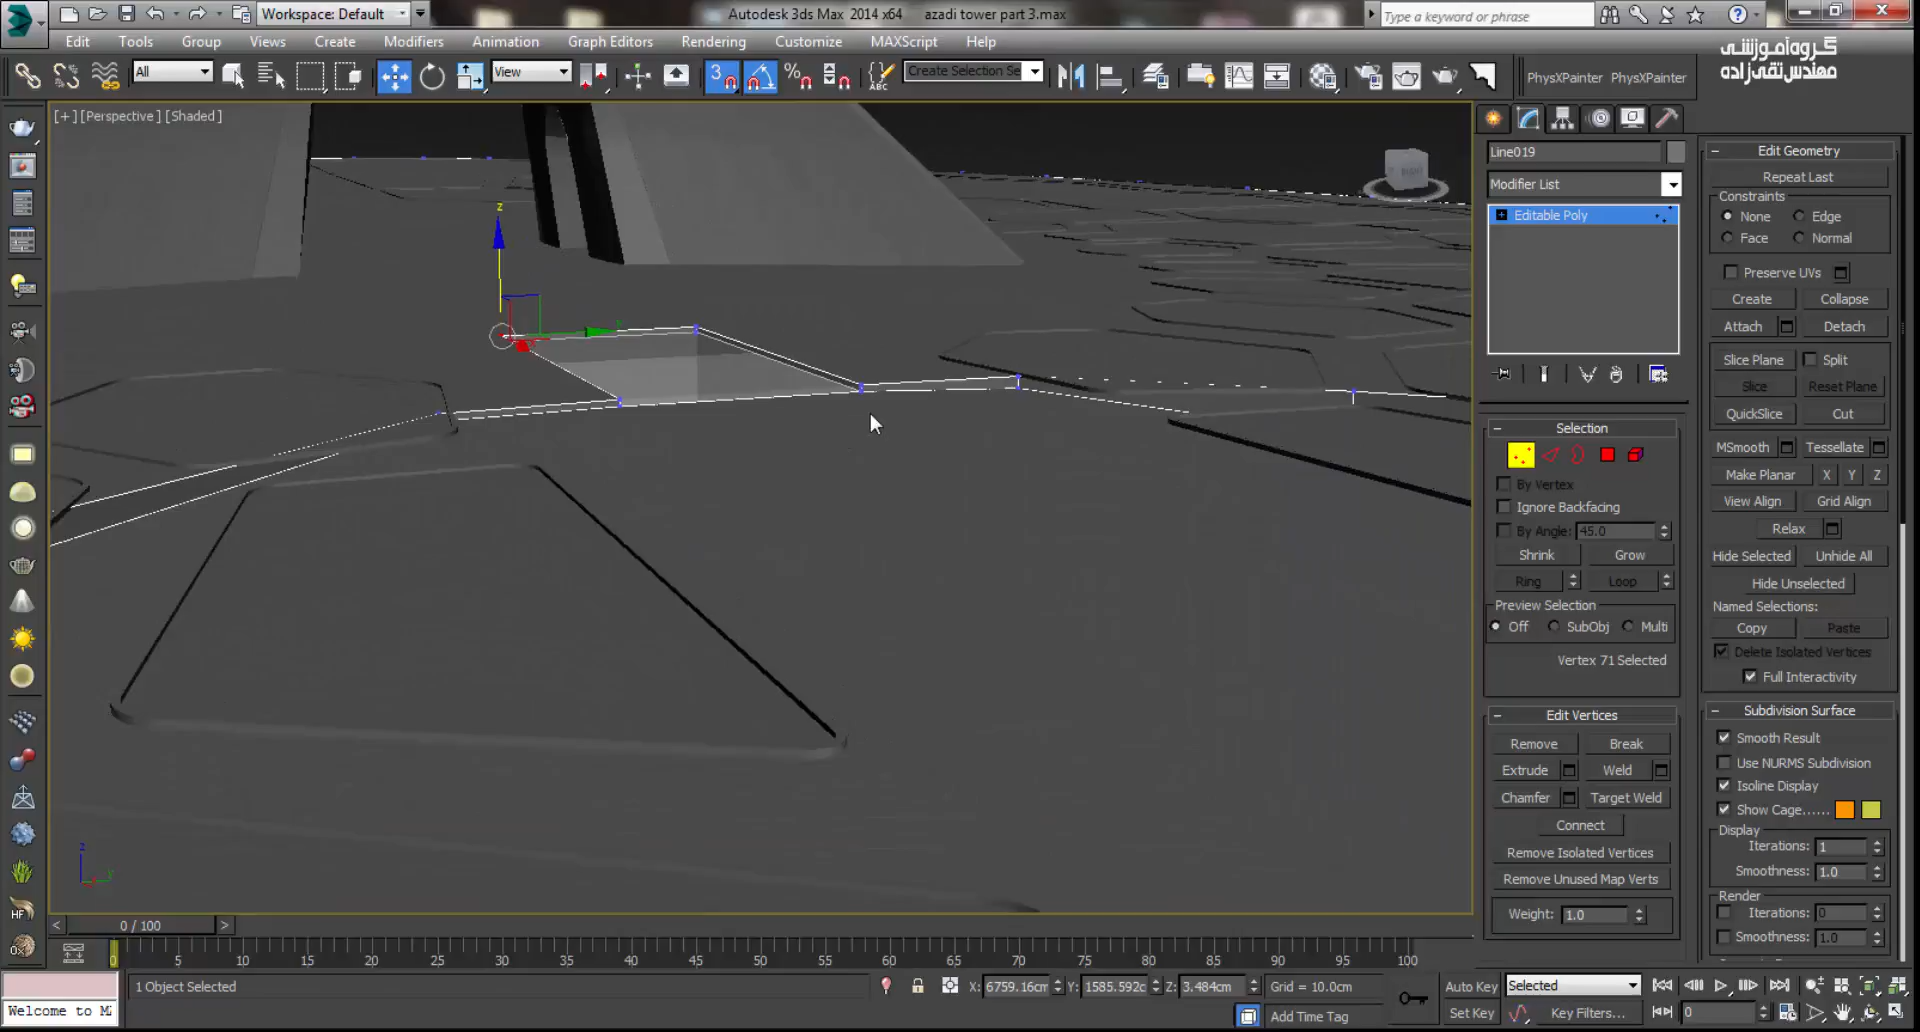 Workspace: Default
Autodesk 3ds Max 2014 x64 azadi tower part 3.max
Type a keyword or phrase
Edit Tools Group Views Create Modifiers Animation Graph Editors Rendering Customize MAXScript Help
گروه آموزشی
مهندس تقی زاده
All View Create Selection Se PhysXPainter PhysXPainter
[+] [Perspective] [Shaded]
Line019
Modifier List
Editable Poly
Selection
By Vertex
Ignore Backfacing
By Angle: 45.0
Shrink Grow
Ring Loop
Preview Selection
Off SubObj Multi
Vertex 71 Selected
Edit Vertices
Remove Break
Extrude Weld
Chamfer Target Weld
Connect
Remove Isolated Vertices
Remove Unused Map Verts
Weight: 1.0
Edit Geometry
Repeat Last
Constraints
None Edge
Face Normal
Preserve UVs
Create Collapse
Attach Detach
Slice Plane Split
Slice Reset Plane
QuickSlice Cut
MSmooth Tessellate
Make Planar X Y Z
View Align Grid Align
Relax
Hide Selected Unhide All
Hide Unselected
Named Selections:
Copy Paste
Delete Isolated Vertices
Full Interactivity
Subdivision Surface
Smooth Result
Use NURMS Subdivision
Isoline Display
Show Cage......
Display
Iterations: 1
Smoothness: 1.0
Render
Iterations: 0
Smoothness: 1.0
z
z
< 0 / 100 >
0 5 10 15 20 25 30 35 40 45 50 55 60 65 70 75 80 85 90 95 100
1 Object Selected X: 6759.16cm Y: 1585.592c Z: 3.484cm Grid = 10.0cm Auto Key Selected
Welcome to M Add Time Tag Set Key Key Filters... 0